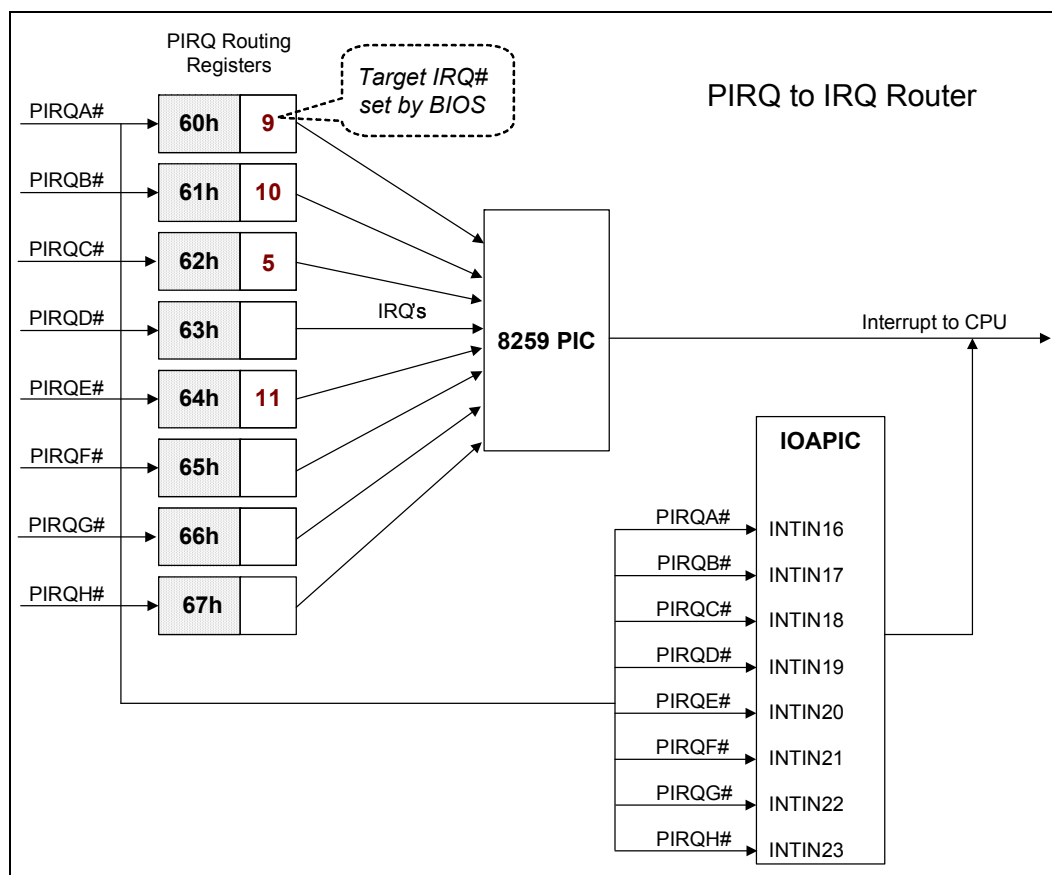 PIRQ Routing
Registers
Target IRQ#
set by BIOS
PIRQ to IRQ Router
PIRQA#
60h
9
PIRQB#
61h
10
PIRQC#
62h
5
PIRQD#
63h
IRQ's
PIRQE#
64h
11
PIRQF#
65h
PIRQG#
66h
PIRQH#
67h
8259 PIC
Interrupt to CPU
IOAPIC
PIRQA#
INTIN16
PIRQB#
INTIN17
PIRQC#
INTIN18
PIRQD#
INTIN19
PIRQE#
INTIN20
PIRQF#
INTIN21
PIRQG#
INTIN22
PIRQH#
INTIN23